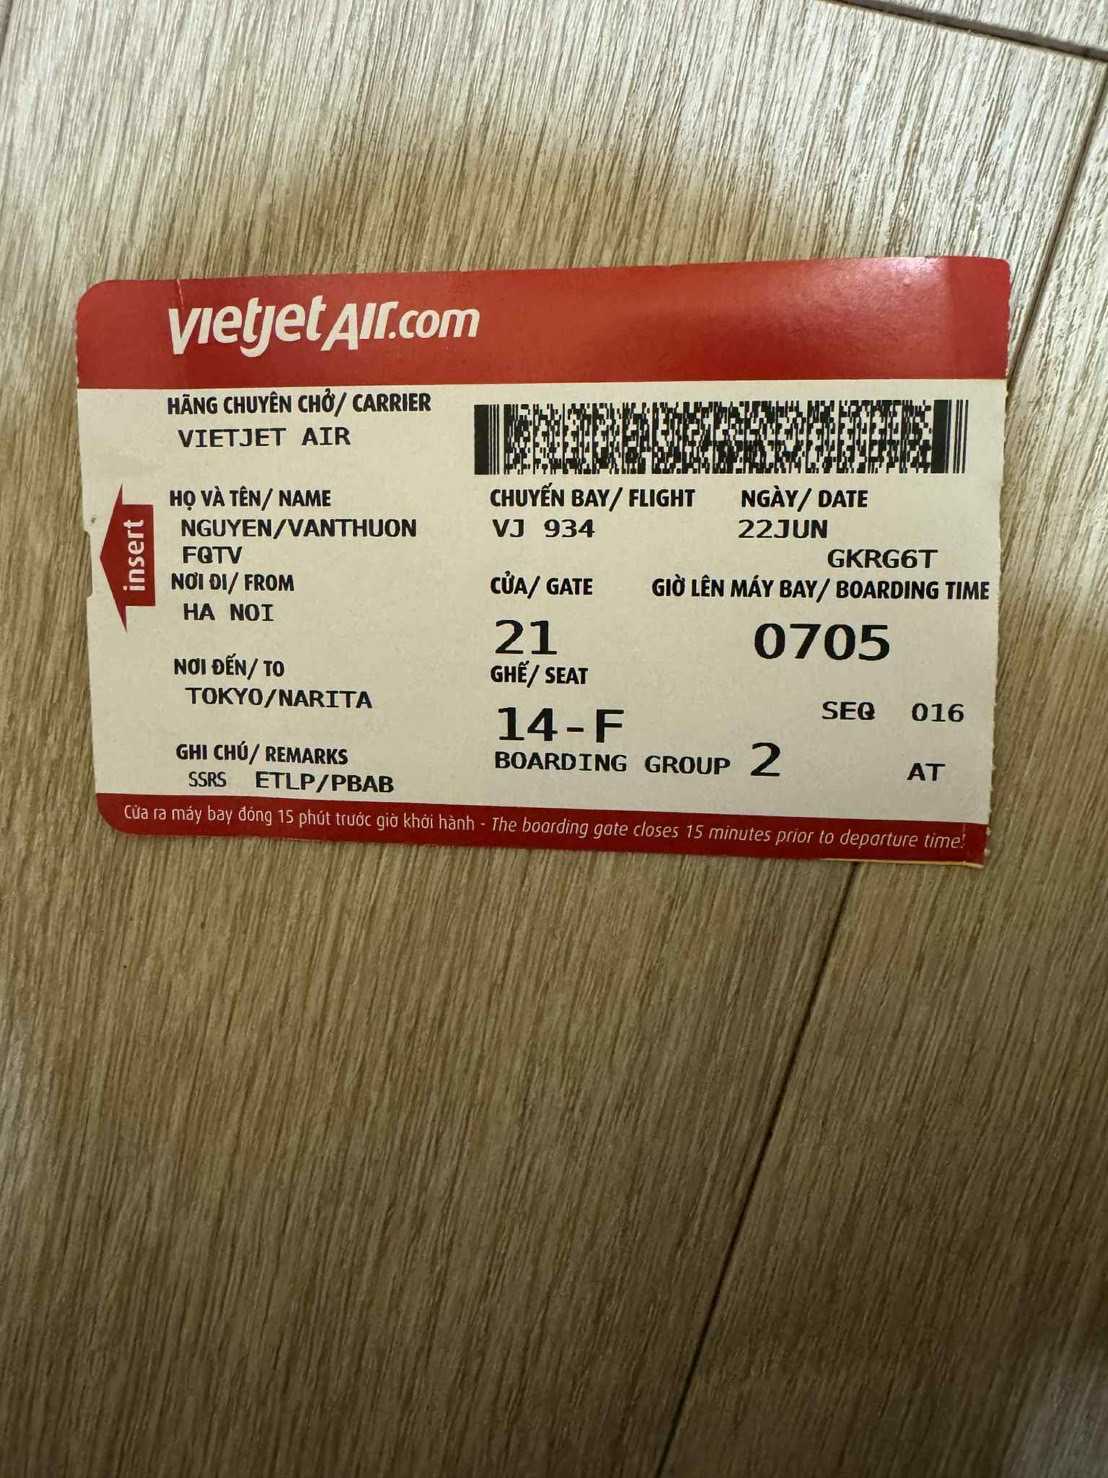 vietjetAir.com
HÃNG CHUYÊN CHỞ/ CARRIER
VIETJET AIR
HỌ VÀ TÊN/ NAME CHUYẾN BAY/ FLIGHT NGÀY/ DATE
NGUYEN/VANTHUON VJ 934 22JUN
FQTV GKRG6T
insert
NƠI ĐI/ FROM CỬA/ GATE GIỜ LÊN MÁY BAY/ BOARDING TIME
HA NOI 21 0705
NƠI ĐẾN/ TO GHẾ/ SEAT
TOKYO/NARITA 14-F SEQ 016
GHI CHÚ/ REMARKS BOARDING GROUP 2 AT
SSRS ETLP/PBAB
Cửa ra máy bay đóng 15 phút trước giờ khởi hành - The boarding gate closes 15 minutes prior to departure time!